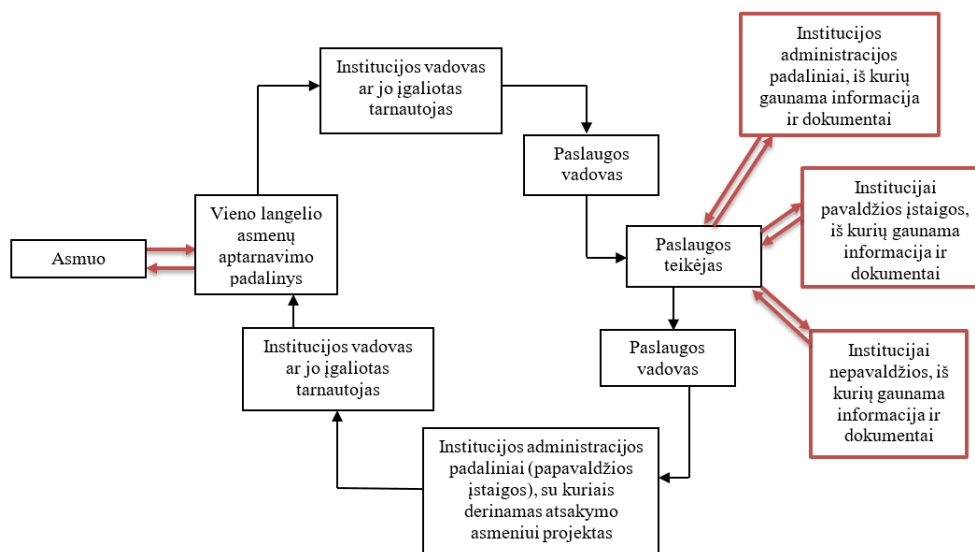 Institucijos vadovas
ar jo įgaliotas
tarnautojas
Institucijos
administracijos
padaliniai, iš kurių
gaunama informacija
ir dokumentai
Paslaugos
vadovas
Institucijai
pavaldžios įstaigos,
iš kurių gaunama
informacija ir
dokumentai
Vieno langelio
asmenų
aptarnavimo
padalinys
Asmuo
Paslaugos
teikėjas
Institucijos vadovas
ar jo įgaliotas
tarnautojas
Paslaugos
vadovas
Institucijai
nepavaldžios, iš
kurių gaunama
informacija ir
dokumentai
Institucijos administracijos
padaliniai (papavaldžios
įstaigos), su kuriais
derinamas atsakymo
asmeniui projektas